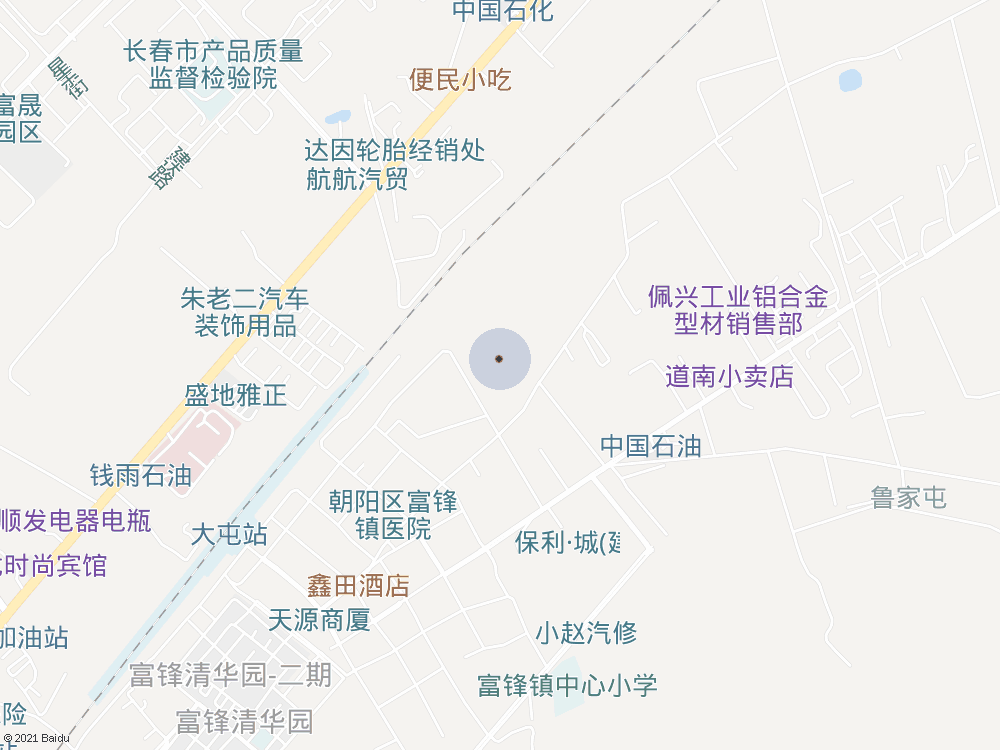 中国石化
长春市产品质量
监督检验院
便民小吃
星街
富晟
园区
达因轮胎经销处
航航汽贸
建路
朱老二汽车
装饰用品
佩兴工业铝合金
型材销售部
盛地雅正
道南小卖店
中国石油
钱雨石油
朝阳区富锋
镇医院
鲁家屯
顺发电器电瓶
大屯站
保利·城(建
时尚宾馆
鑫田酒店
天源商厦
加油站
小赵汽修
富锋清华园-二期
富锋镇中心小学
险
富锋清华园
站
© 2021 Baidu